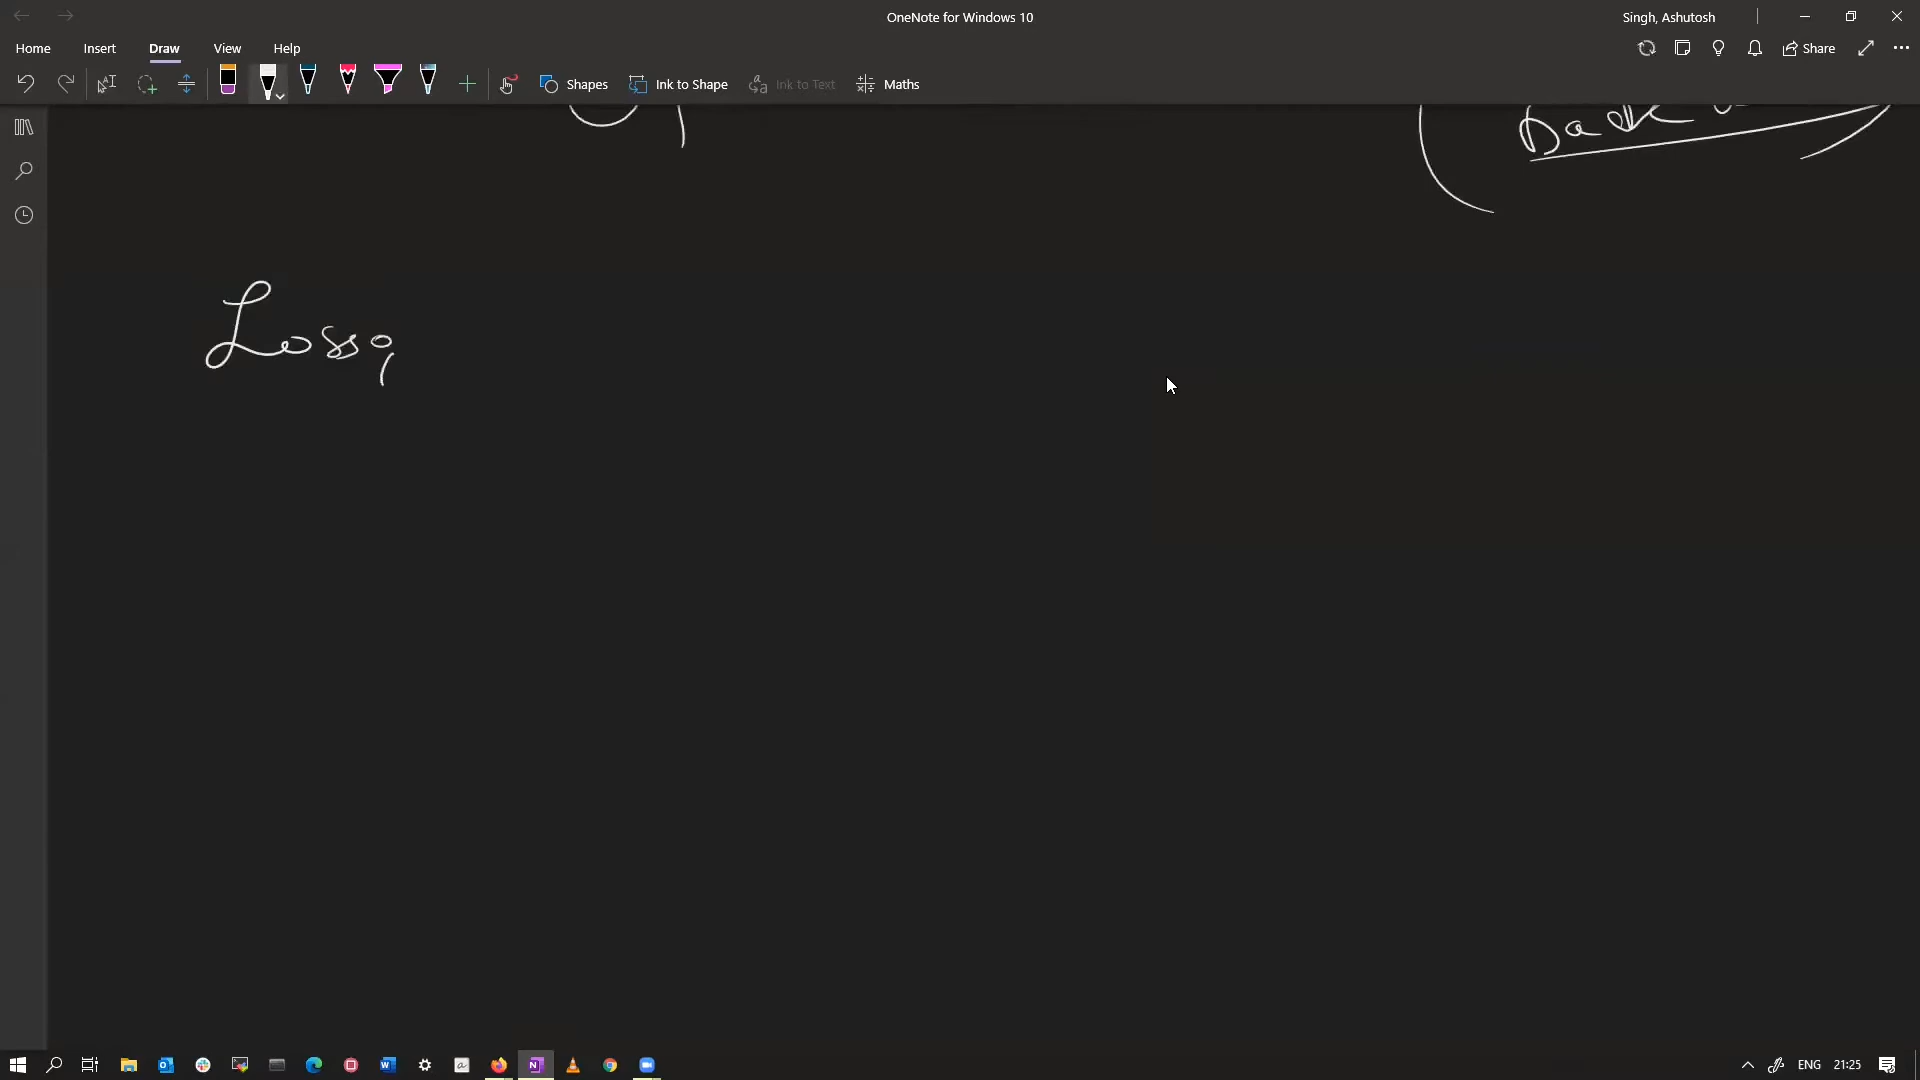 OneNote for Windows 10
Singh, Ashutosh
Home Insert Draw View Help
Share
Shapes Ink to Shape Ink to Text Maths
Loss
ENG 21:25